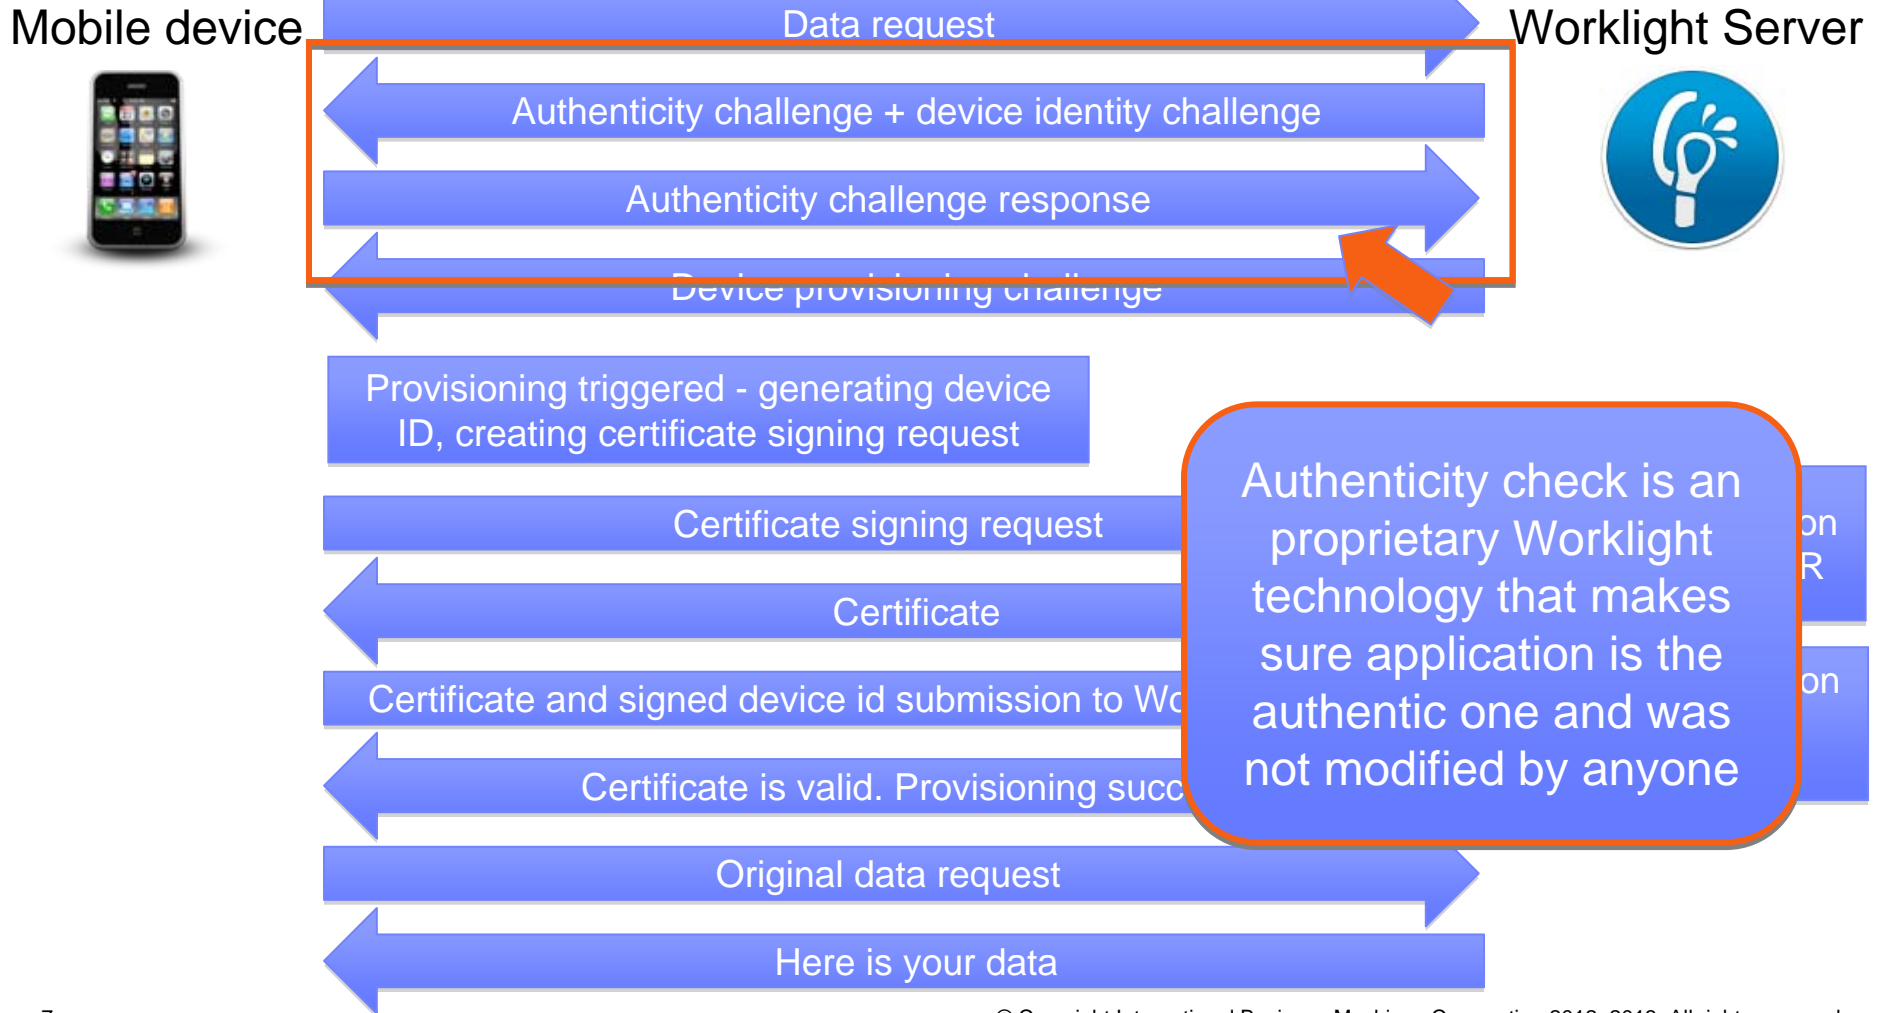 Mobile device
Data request
Worklight Server
Authenticity challenge + device identity challenge
Authenticity challenge response
Device provisioning challenge
Provisioning triggered - generating device
ID, creating certificate signing request
Certificate signing request
Certificate
Certificate and signed device id submission to
Certificate is valid. Provisioning
Original data request
Here is your data
Authenticity check is an
proprietary Worklight
technology that makes
sure application is the
authentic one and was
not modified by anyone
on
R
on